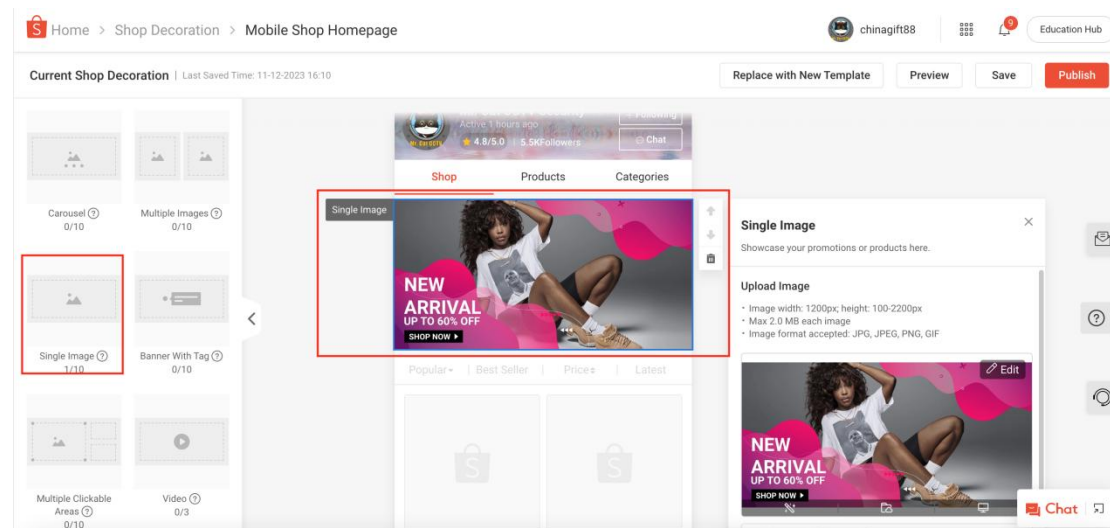 Home > Shop Decoration > Mobile Shop Homepage
chinagift88
9
Education Hub
Current Shop Decoration | Last Saved Time: 11-12-2023 16:10
Replace with New Template
Preview
Save
Publish
Carousel
0/10
Multiple Images
0/10
Single Image
1/10
Banner With Tag
0/10
Multiple Clickable
Areas
0/10
Video
0/3
Active 1 hours ago
4.8/5.0 | 5.5KFollowers
Following
Chat
Shop
Products
Categories
Single Image
NEW
ARRIVAL
UP TO 60% OFF
SHOP NOW
Popular | Best Seller | Price | Latest
Single Image
Showcase your promotions or products here.
Upload Image
• Image width: 1200px; height: 100-2200px
• Max 2.0 MB each image
• Image format accepted: JPG, JPEG, PNG, GIF
Edit
NEW
ARRIVAL
UP TO 60% OFF
SHOP NOW
Chat